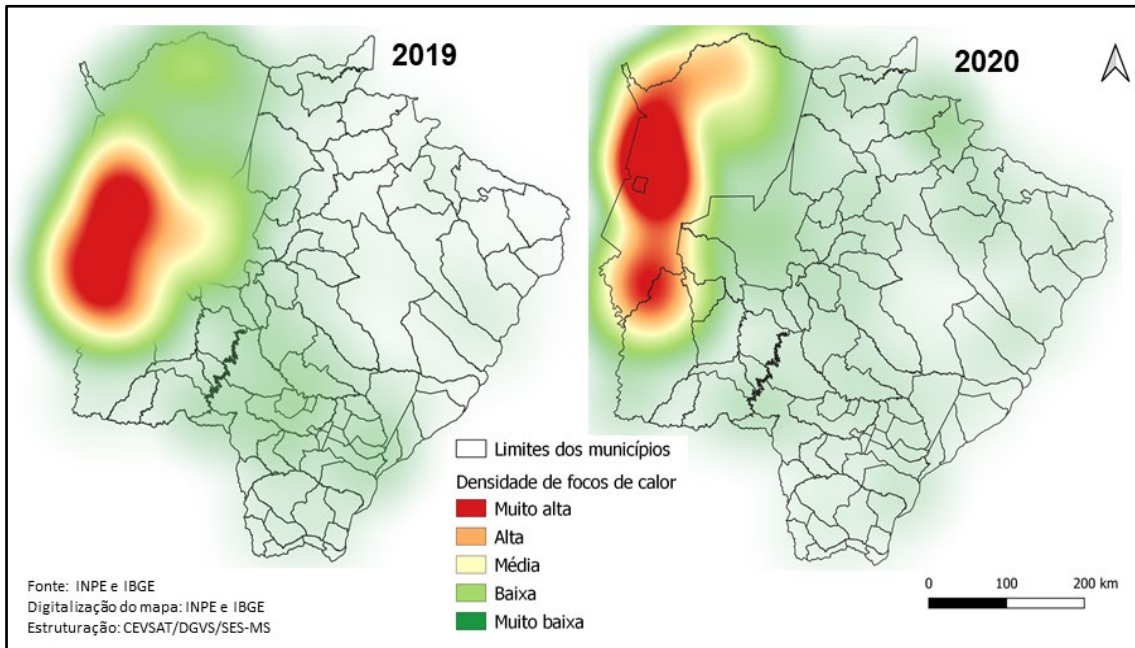 2019
2020
Limites dos municípios
Densidade de focos de calor
Muito alta
Alta
Média
Baixa
Muito baixa
Fonte: INPE e IBGE
Digitalização do mapa: INPE e IBGE
Estruturação: CEVSAT/DGVS/SES-MS
0 100 200 km